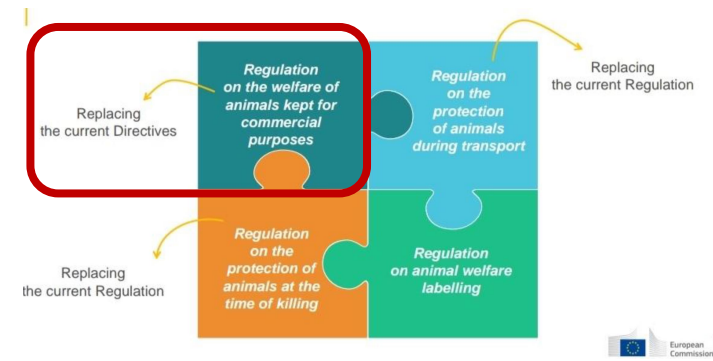 Regulation
on the welfare of
animals kept for
commercial
purposes
Replacing
the current Directives
Regulation
on the
protection
of animals
during transport
Replacing
the current Regulation
Regulation
on the
protection of
animals at the
time of killing
Replacing
the current Regulation
Regulation
on animal welfare
labelling
European
Commission